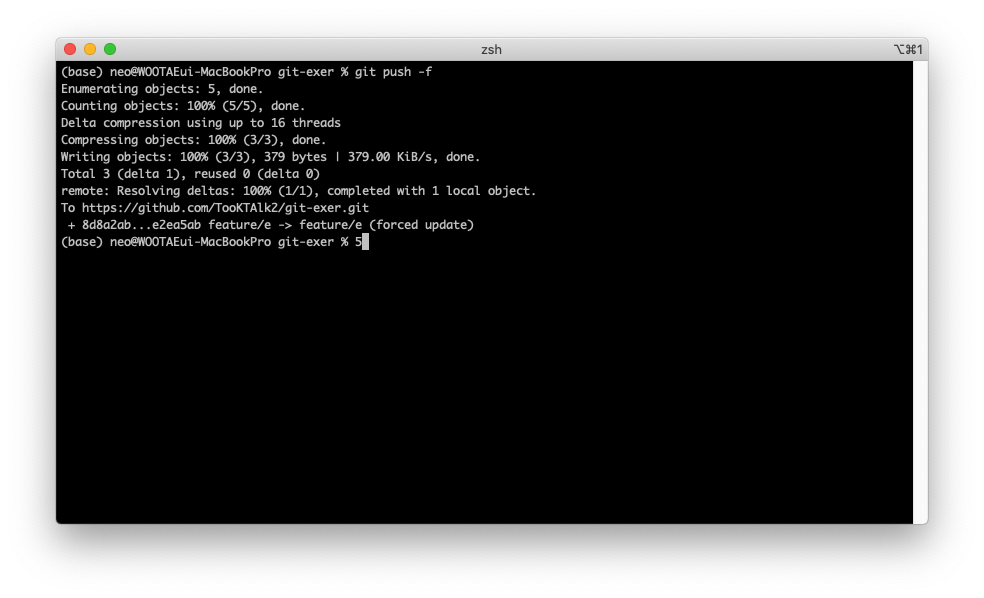 zsh
⌥⌘1
(base) neo@WOOTAEui-MacBookPro git-exer % git push -f
Enumerating objects: 5, done.
Counting objects: 100% (5/5), done.
Delta compression using up to 16 threads
Compressing objects: 100% (3/3), done.
Writing objects: 100% (3/3), 379 bytes | 379.00 KiB/s, done.
Total 3 (delta 1), reused 0 (delta 0)
remote: Resolving deltas: 100% (1/1), completed with 1 local object.
To https://github.com/TooKTAlk2/git-exer.git
 + 8d8a2ab...e2ea5ab feature/e -> feature/e (forced update)
(base) neo@WOOTAEui-MacBookPro git-exer % 5